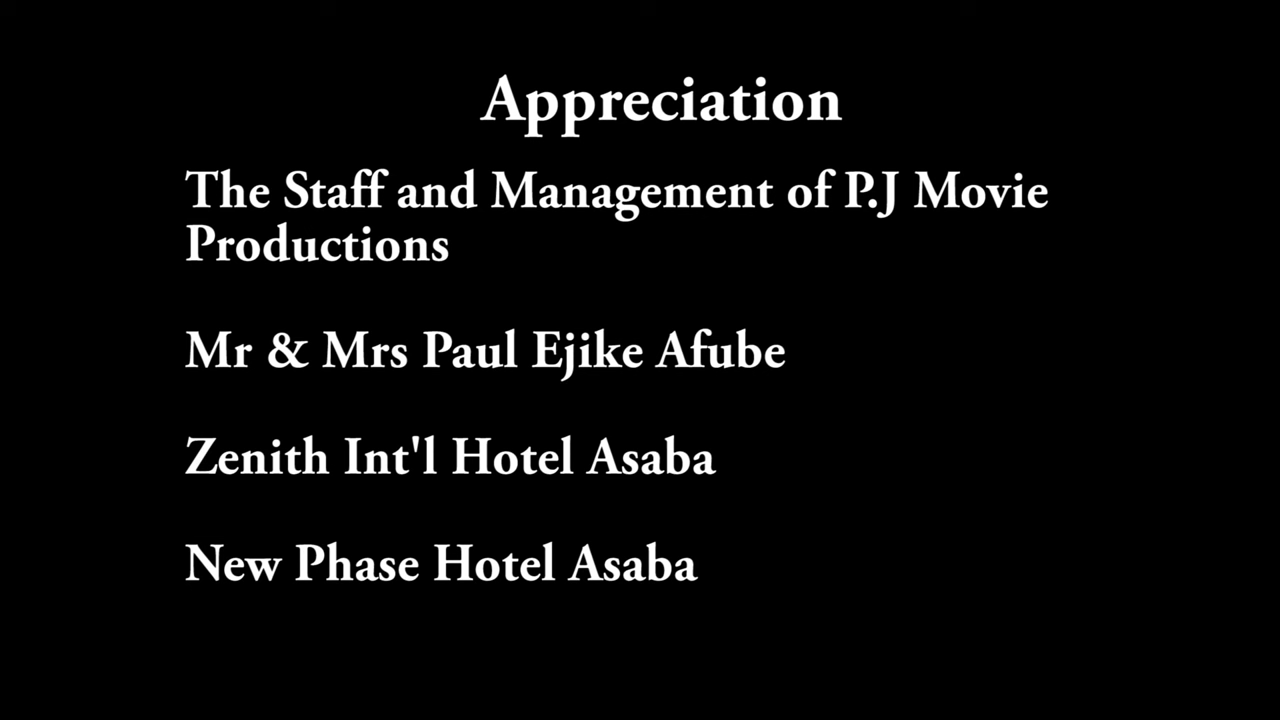 Appreciation
The Staff and Management of P.J Movie
Productions
Mr & Mrs Paul Ejike Afube
Zenith Int'l Hotel Asaba
New Phase Hotel Asaba